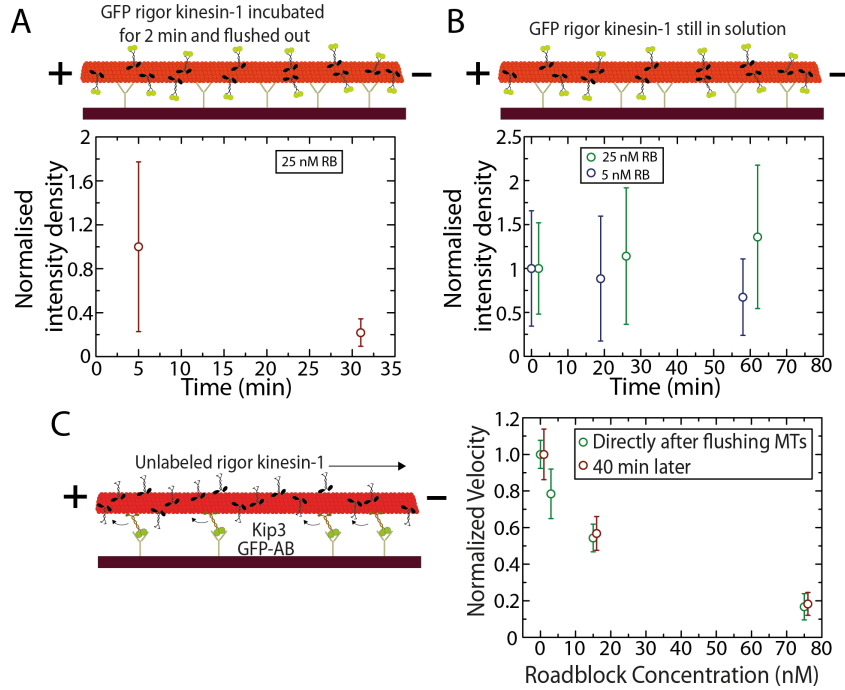 A
GFP rigor kinesin-1 incubated
for 2 min and flushed out
+
−
Normalised
intensity density
2
1.6
1.2
0.8
0.4
0
25 nM RB
0 5 10 15 20 25 30 35
Time (min)
B
GFP rigor kinesin-1 still in solution
+
−
Normalised
intensity density
2.5
2
1.5
1
0.5
0
25 nM RB
5 nM RB
0 10 20 30 40 50 60 70 80
Time (min)
C
Unlabeled rigor kinesin-1
+
−
Kip3
GFP-AB
Normalized Velocity
1.2
1.0
0.8
0.6
0.4
0.2
0
Directly after flushing MTs
40 min later
0 20 40 60 80
Roadblock Concentration (nM)